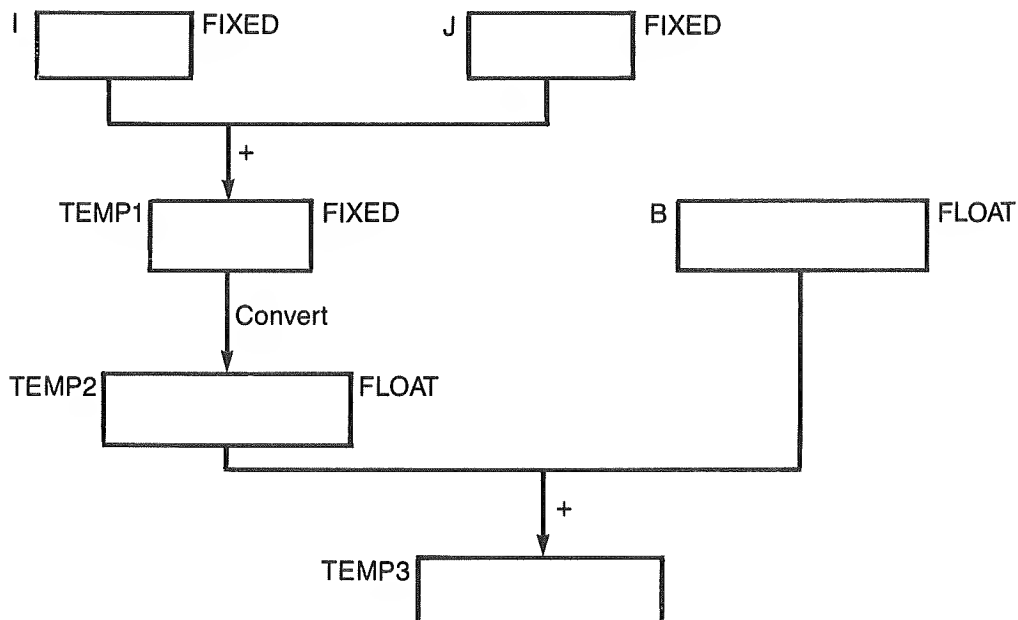 I FIXED J FIXED
+
TEMP1 FIXED B FLOAT
Convert
TEMP2 FLOAT
+
TEMP3